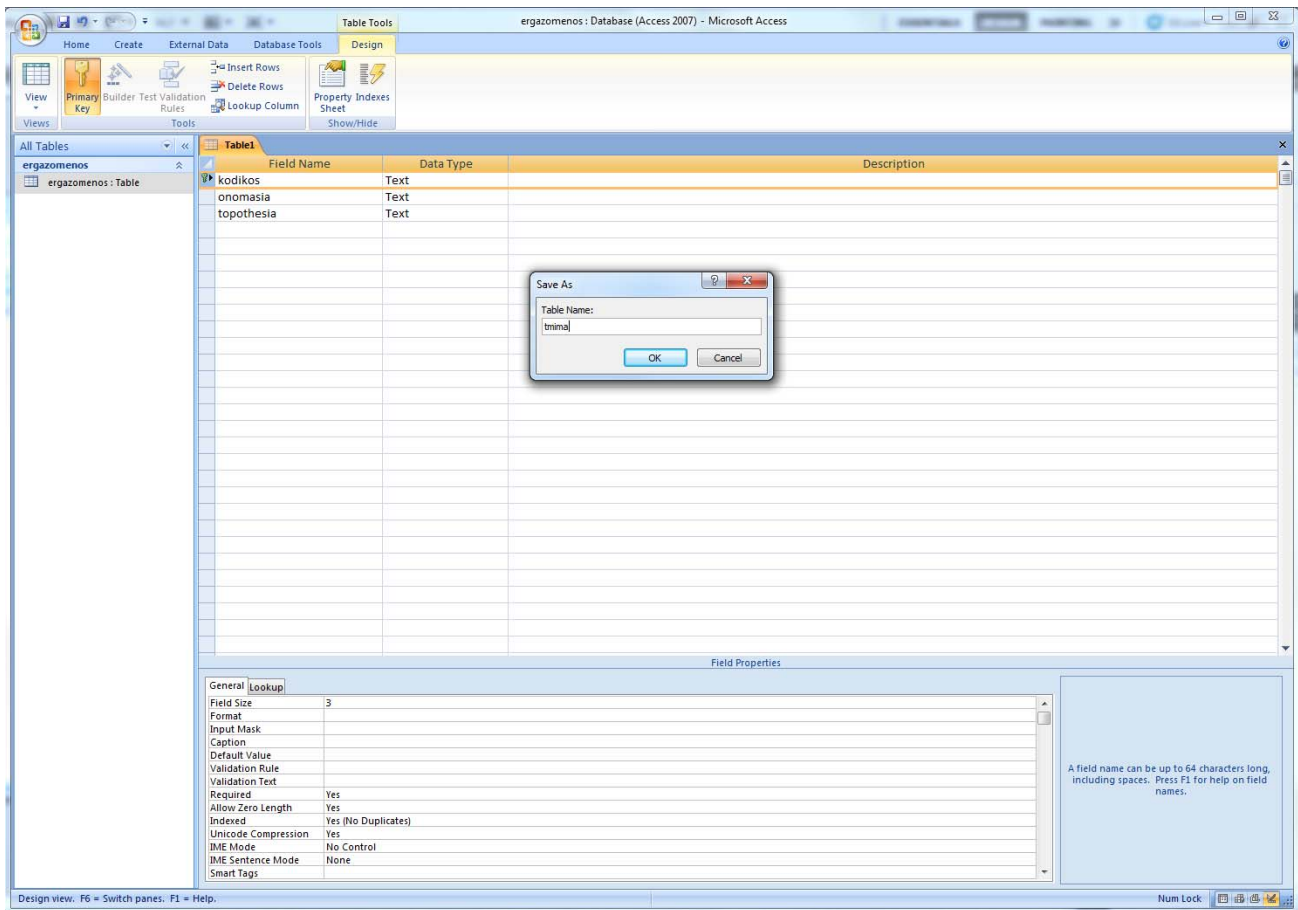 Table Tools
ergazomenos : Database (Access 2007) - Microsoft Access
Home Create External Data Database Tools Design
View
Primary Key
Builder
Test Validation Rules
Insert Rows
Delete Rows
Lookup Column
Property Sheet
Indexes
Views
Tools
Show/Hide
All Tables
Table1
ergazomenos
ergazomenos : Table
Field Name Data Type Description
kodikos Text
onomasia Text
topothesia Text
Save As
Table Name:
tmima
OK Cancel
Field Properties
General Lookup
Field Size 3
Format
Input Mask
Caption
Default Value
Validation Rule
Validation Text
Required Yes
Allow Zero Length Yes
Indexed Yes (No Duplicates)
Unicode Compression Yes
IME Mode No Control
IME Sentence Mode None
Smart Tags
A field name can be up to 64 characters long,
including spaces. Press F1 for help on field
names.
Design view. F6 = Switch panes. F1 = Help.
Num Lock